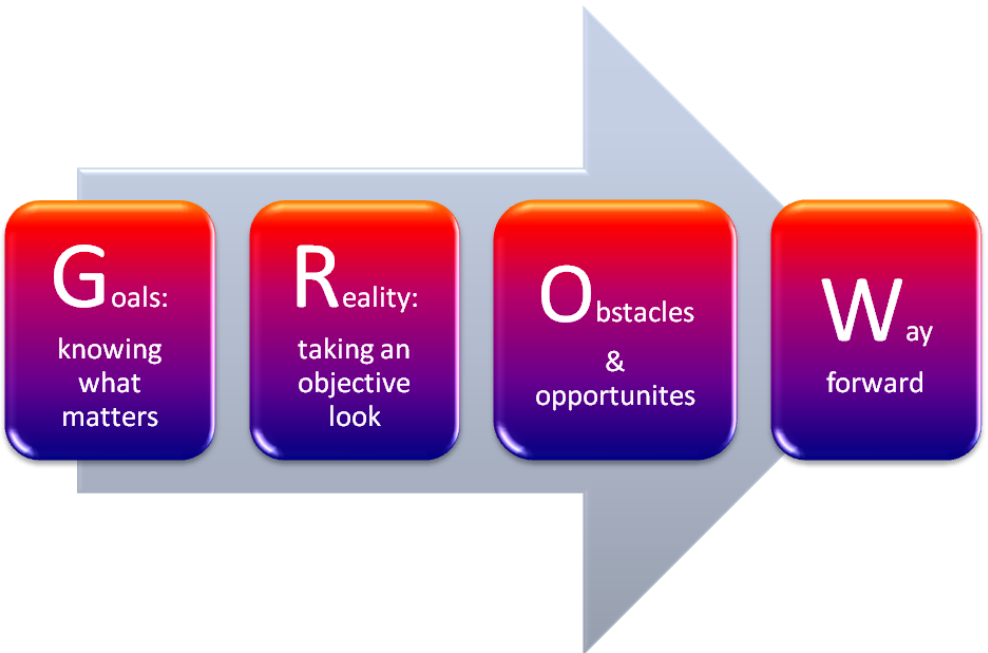 Goals:
knowing
what
matters
Reality:
taking an
objective
look
Obstacles
&
opportunites
Way
forward